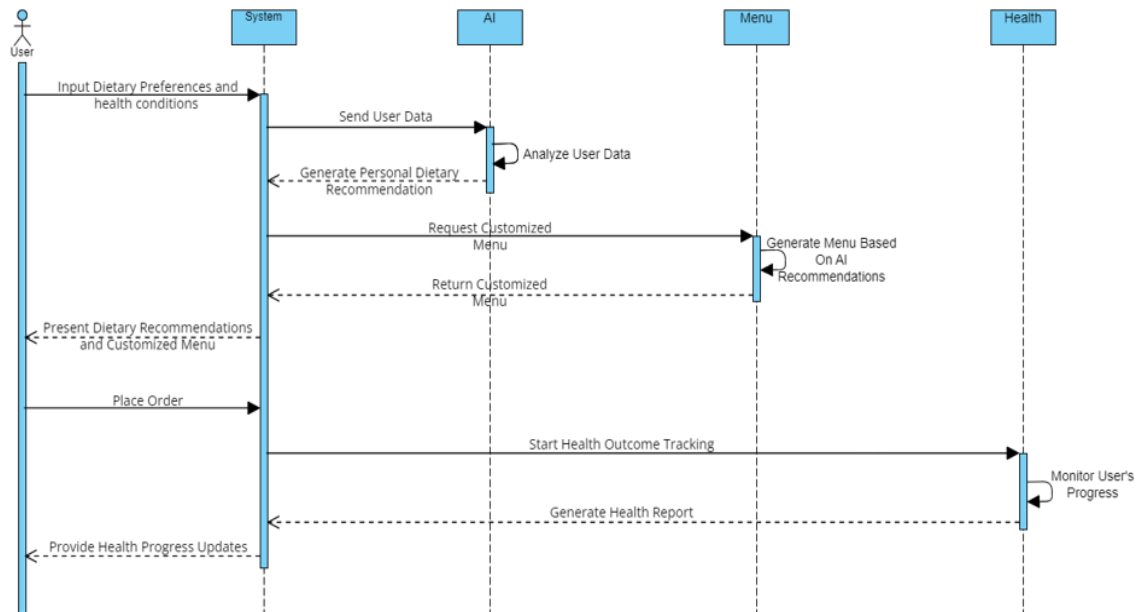 User
System
AI
Menu
Health
Input Dietary Preferences and
health conditions
Send User Data
Analyze User Data
Generate Personal Dietary
Recommendation
Request Customized
Menu
Generate Menu Based
On AI
Recommendations
Return Customized
Menu
Present Dietary Recommendations
and Customized Menu
Place Order
Start Health Outcome Tracking
Monitor User's
Progress
Generate Health Report
Provide Health Progress Updates